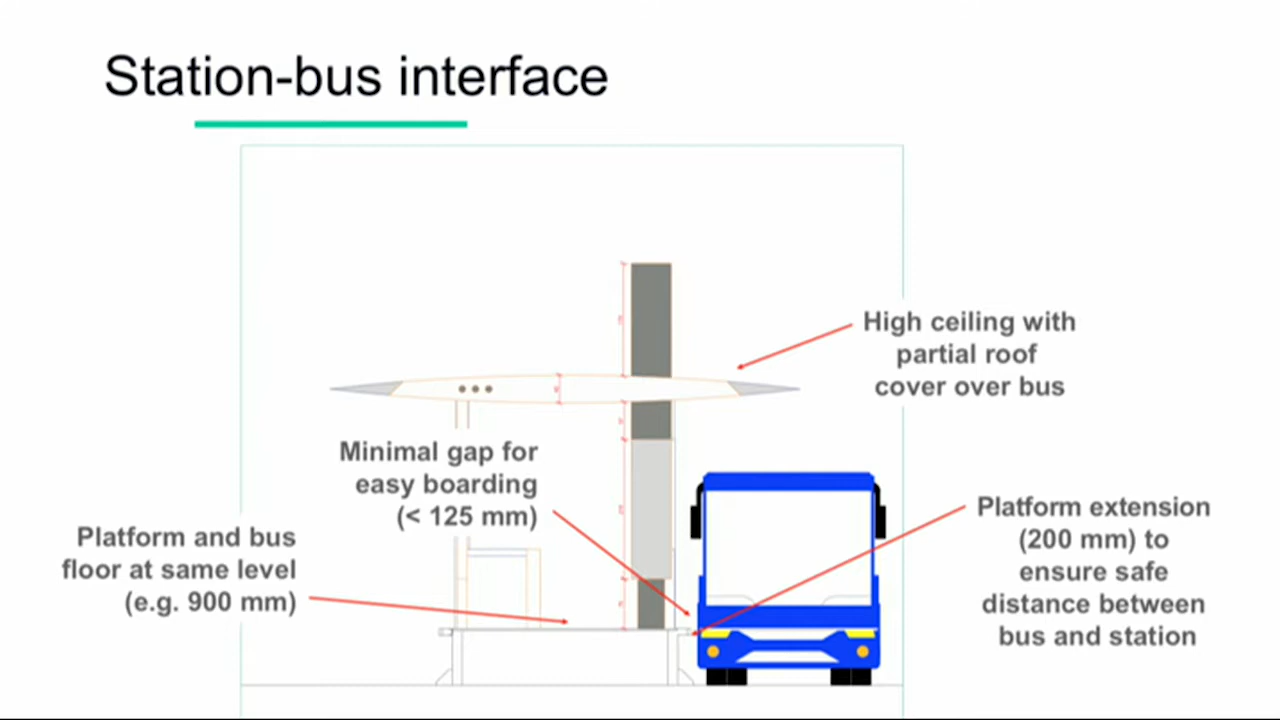 Station-bus interface
High ceiling with
partial roof
cover over bus
Minimal gap for
easy boarding
(< 125 mm)
Platform extension
(200 mm) to
ensure safe
distance between
bus and station
Platform and bus
floor at same level
(e.g. 900 mm)